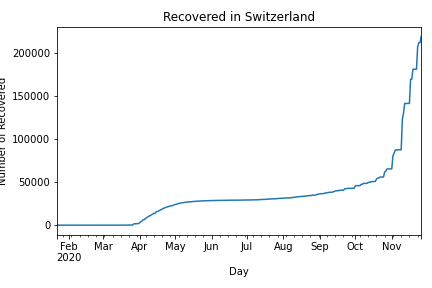 Recovered in Switzerland
Number of Recovered
200000
150000
100000
50000
0
Feb Mar Apr May Jun Jul Aug Sep Oct Nov
2020
Day